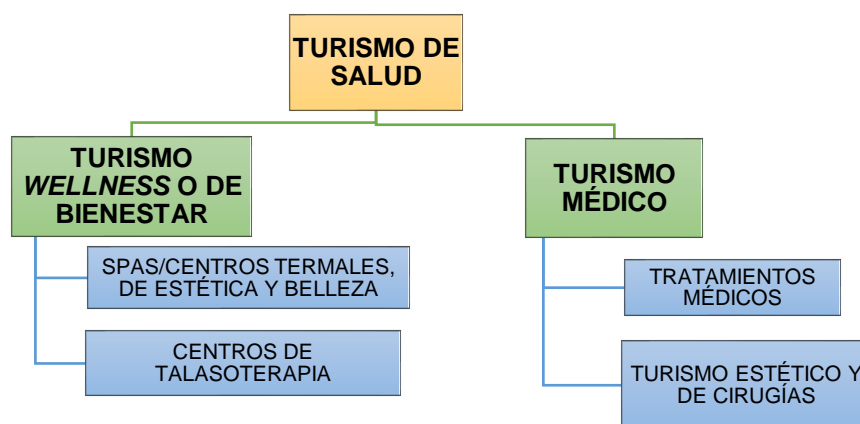 TURISMO DE
SALUD
TURISMO
WELLNESS O DE
BIENESTAR
SPAS/CENTROS TERMALES,
DE ESTÉTICA Y BELLEZA
CENTROS DE
TALASOTERAPIA
TURISMO
MÉDICO
TRATAMIENTOS
MÉDICOS
TURISMO ESTÉTICO Y
DE CIRUGÍAS